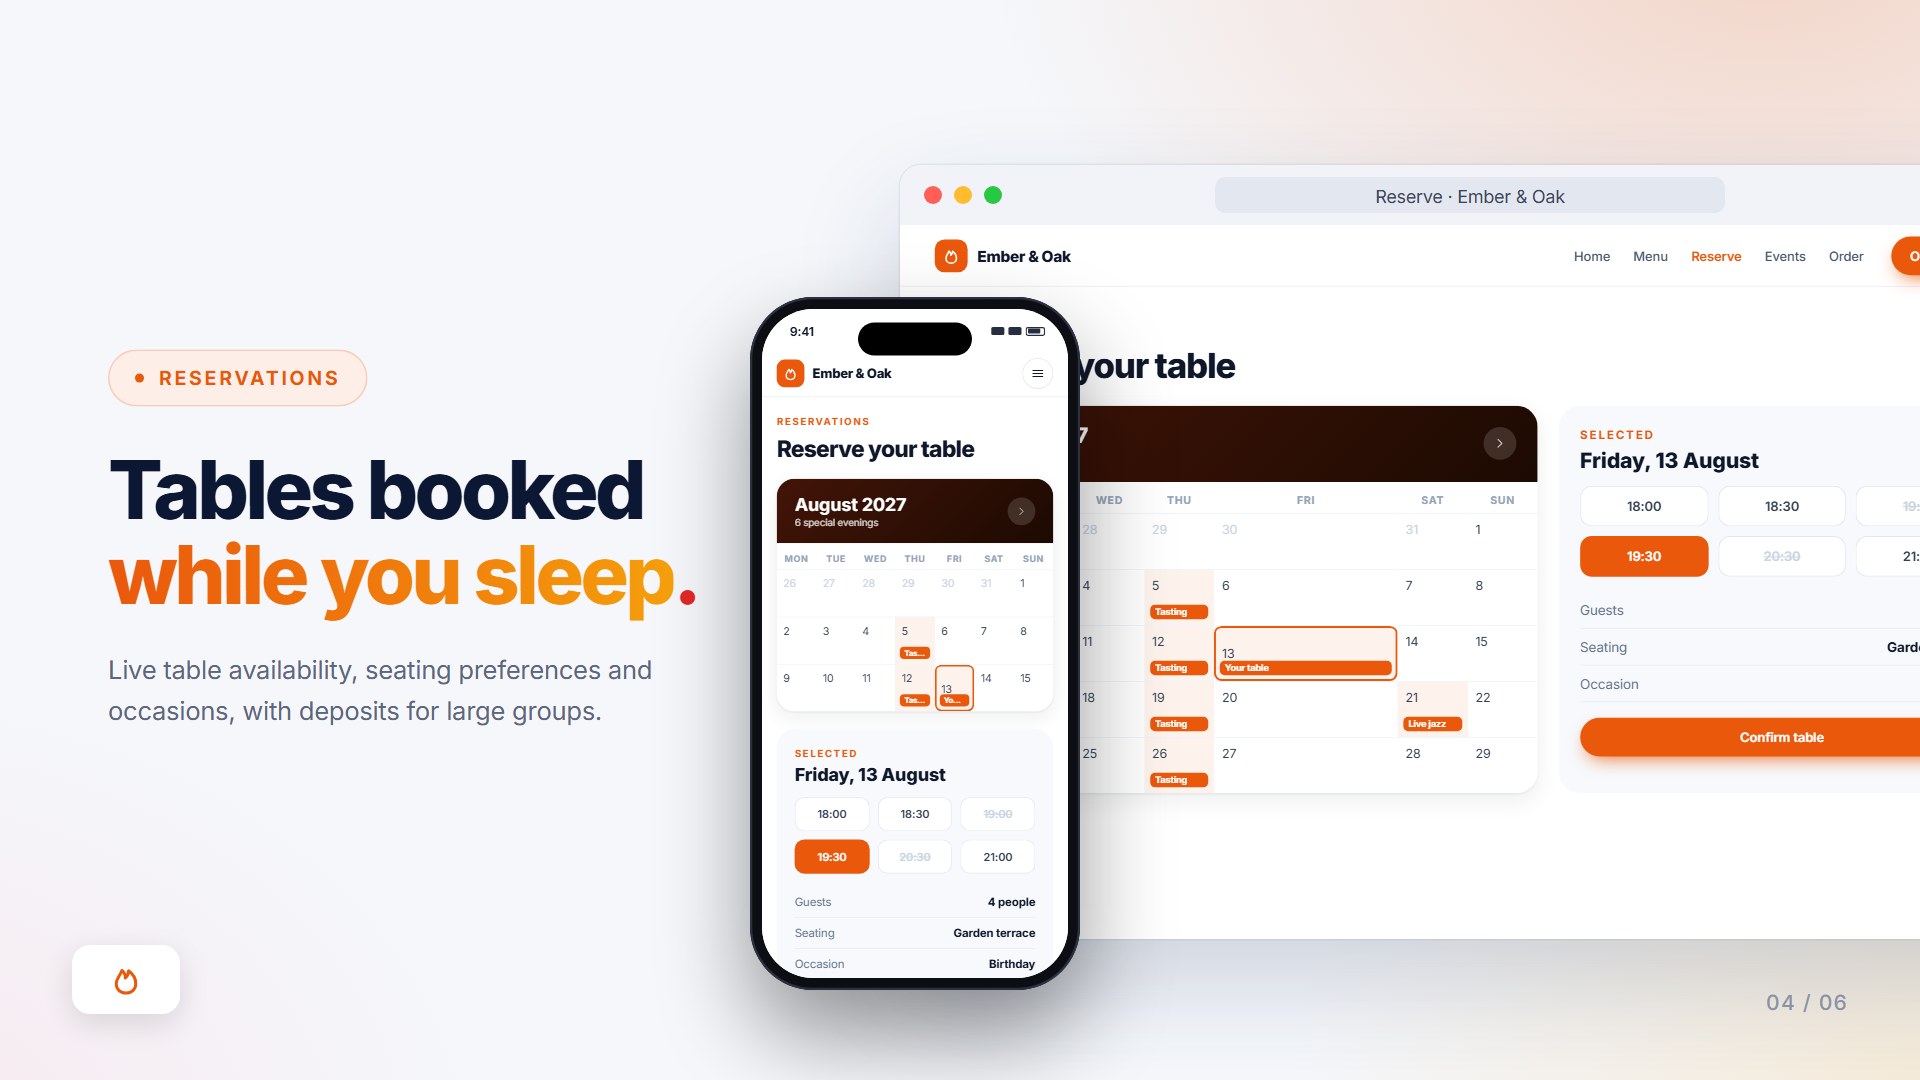 RESERVATIONS
Tables booked
while you sleep.
Live table availability, seating preferences and
occasions, with deposits for large groups.
9:41
Ember & Oak
RESERVATIONS
Reserve your table
August 2027
6 special evenings
MON TUE WED THU FRI SAT SUN
26 27 28 29 30 31 1
2 3 4 5 6 7 8
Tas...
9 10 11 12 13 14 15
Tas... Yo...
SELECTED
Friday, 13 August
18:00 18:30 19:00
19:30 20:30 21:00
Guests 4 people
Seating Garden terrace
Occasion Birthday
Reserve · Ember & Oak
Ember & Oak
Home Menu Reserve Events Order
your table
7
WED THU FRI SAT SUN
28 29 30 31 1
4 5 6 7 8
Tasting
11 12 13 14 15
Tasting Your table
18 19 20 21 22
Tasting Live jazz
25 26 27 28 29
Tasting
SELECTED
Friday, 13 August
18:00 18:30 19:
19:30 20:30 21:
Guests
Seating Garde
Occasion
Confirm table
04 / 06